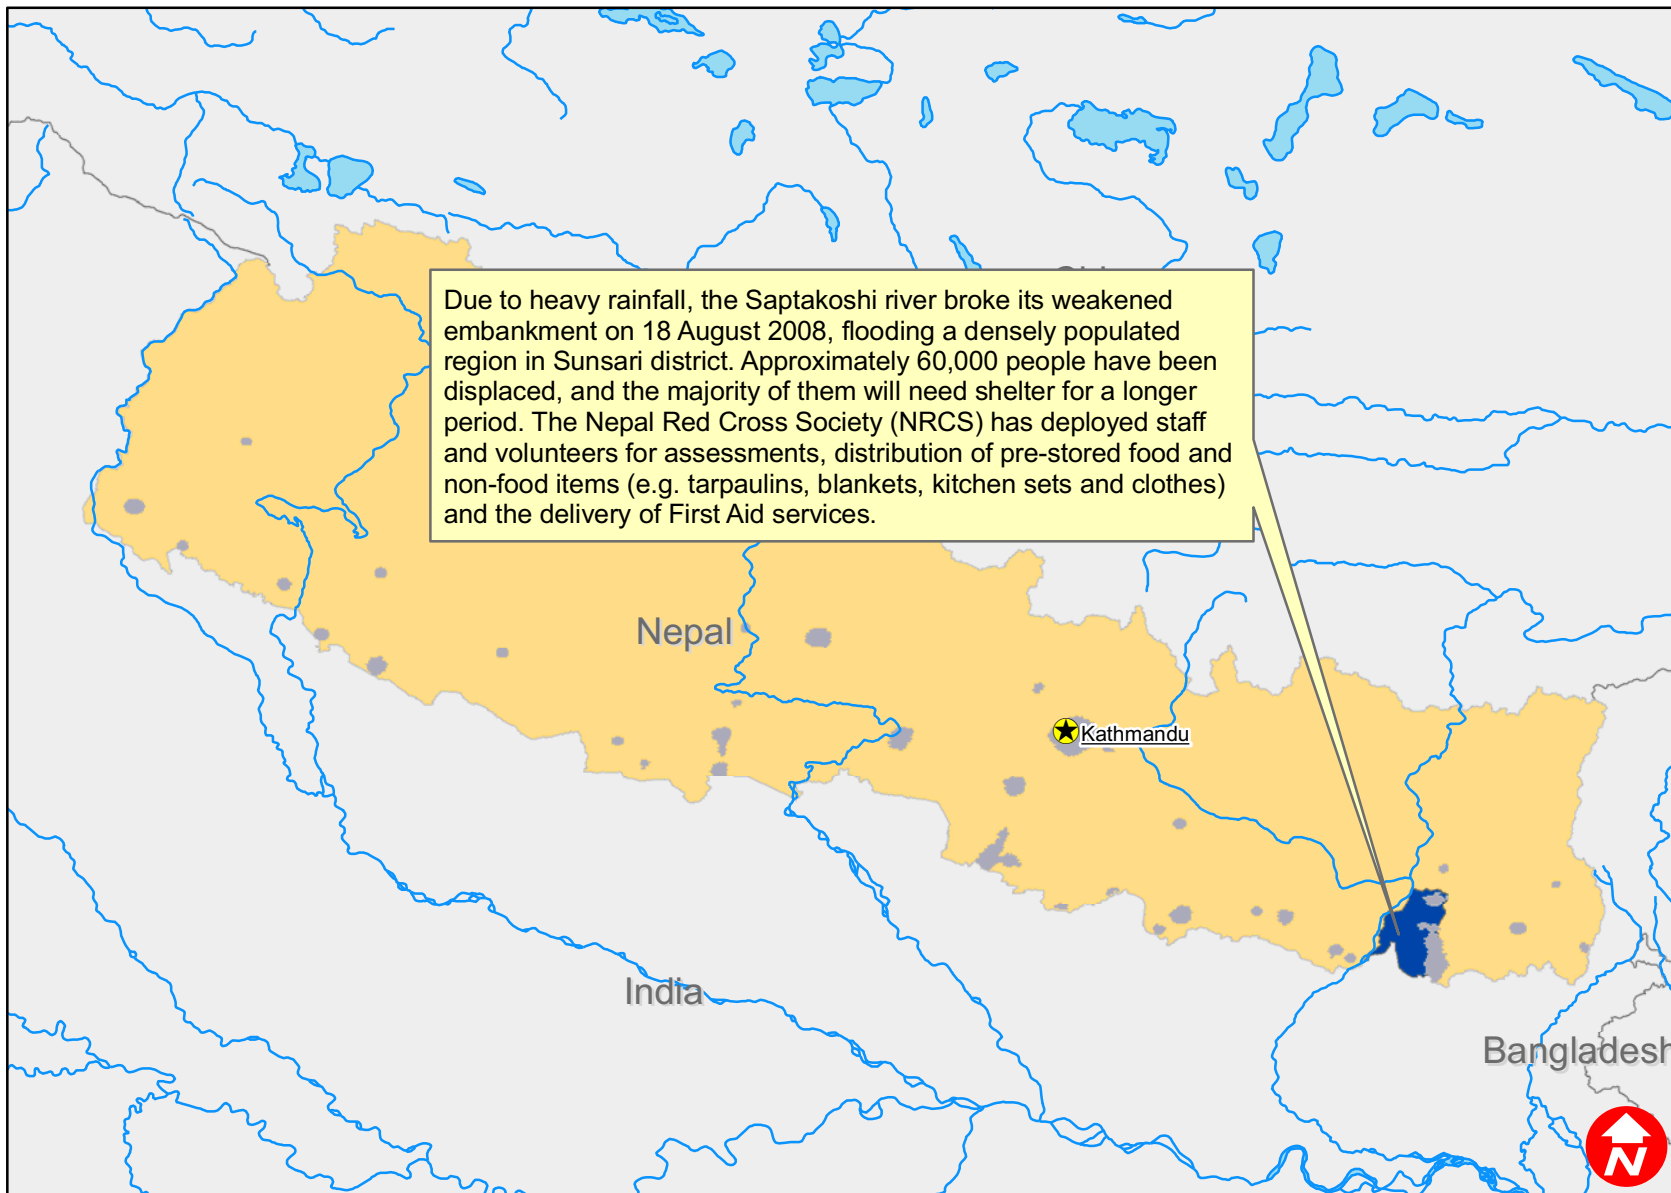 Due to heavy rainfall, the Saptakoshi river broke its weakened
embankment on 18 August 2008, flooding a densely populated
region in Sunsari district. Approximately 60,000 people have been
displaced, and the majority of them will need shelter for a longer
period. The Nepal Red Cross Society (NRCS) has deployed staff
and volunteers for assessments, distribution of pre-stored food and
non-food items (e.g. tarpaulins, blankets, kitchen sets and clothes)
and the delivery of First Aid services.
Nepal
Kathmandu
India
Bangladesh
N